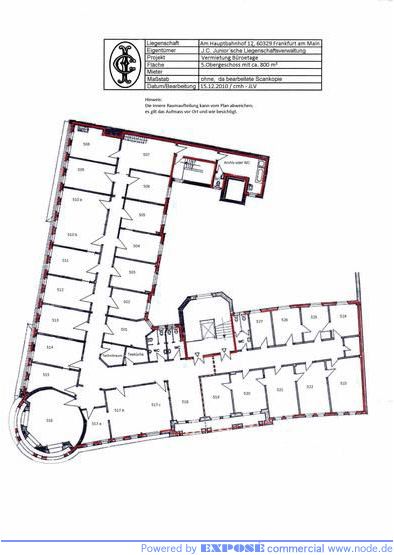 Liegenschaft Am Hauptbahnhof 12, 60329 Frankfurt am Main
Eigentümer J.C. Junior'sche Liegenschaftsverwaltung
Projekt Vermietung Büroetage
Fläche 5.Obergeschoss mit ca. 800 m²
Mieter
Maßstab ohne, da bearbeitete Scankopie
Datum/Bearbeitung 15.12.2010 / cmh - JLV
Hinweis:
Die innere Raumaufteilung kann vom Plan abweichen;
es gilt das Aufmass vor Ort und wie besichtigt.
508
507
Archiv oder WC
509
506
510 a
505
510 b
504
511
503
512
502
513
501
514
Technikraum
Teeküche
515
516
517 a
517 b
517 c
518
519
520
521
522
523
527
526
525
524
Powered by EXPOSÉ commercial www.node.de